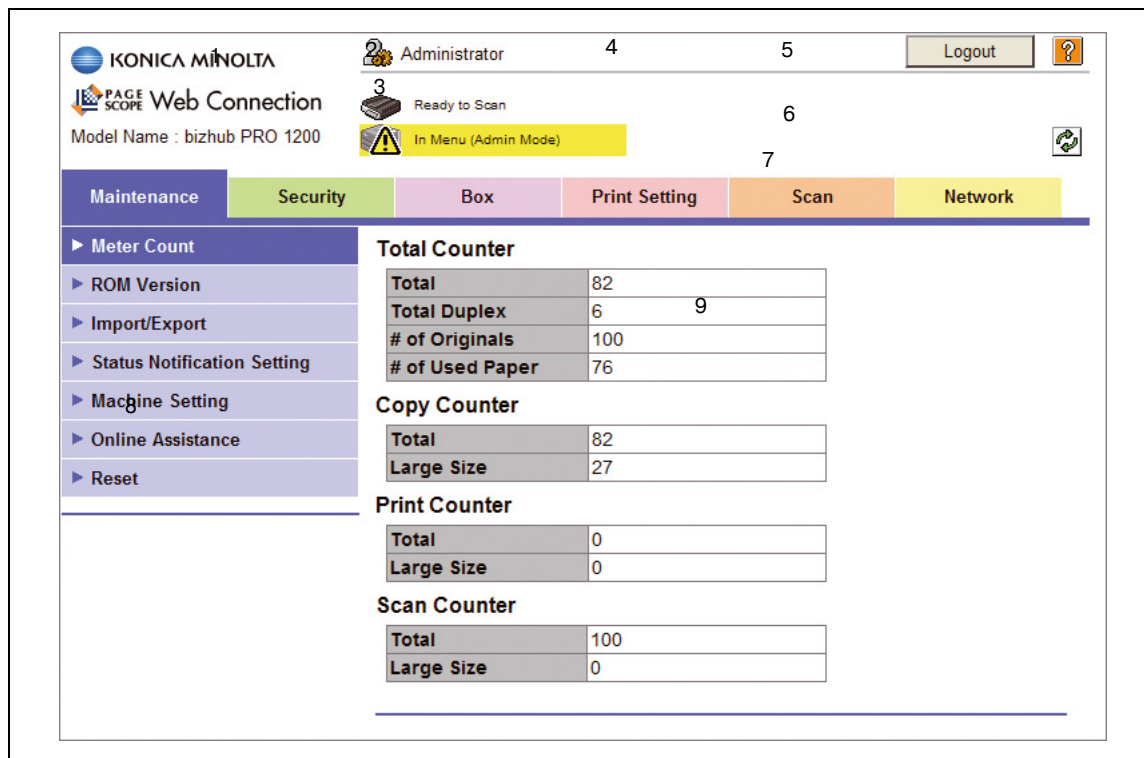 1
KONICA MINOLTA
2
Administrator
4
5
Logout
?
PAGE SCOPE Web Connection
3
Ready to Scan
6
Model Name : bizhub PRO 1200
In Menu (Admin Mode)
7
Maintenance Security Box Print Setting Scan Network
Meter Count
ROM Version
Import/Export
Status Notification Setting
Machine Setting
8
Online Assistance
Reset
Total Counter
Total 82
Total Duplex 6
9
# of Originals 100
# of Used Paper 76
Copy Counter
Total 82
Large Size 27
Print Counter
Total 0
Large Size 0
Scan Counter
Total 100
Large Size 0